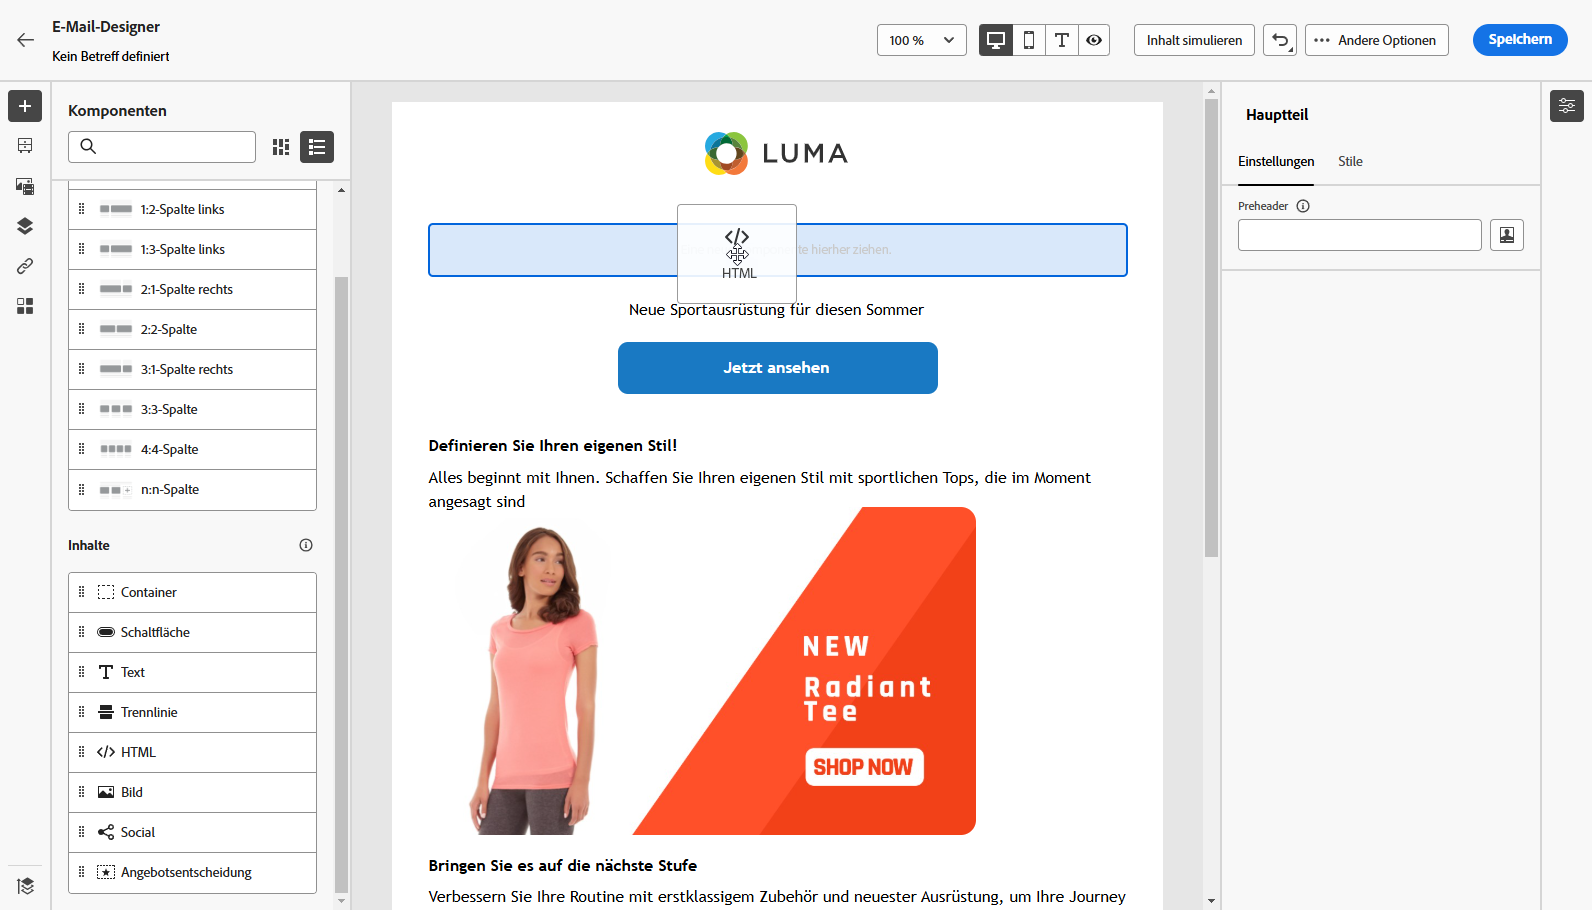 E-Mail-Designer
Kein Betreff definiert
100 %
Inhalt simulieren
Andere Optionen
Speichern
Komponenten
1:2-Spalte links
1:3-Spalte links
2:1-Spalte rechts
2:2-Spalte
3:1-Spalte rechts
3:3-Spalte
4:4-Spalte
n:n-Spalte
Inhalte
Container
Schaltfläche
Text
Trennlinie
HTML
Bild
Social
Angebotsentscheidung
LUMA
hierher ziehen.
HTML
Neue Sportausrüstung für diesen Sommer
Jetzt ansehen
Definieren Sie Ihren eigenen Stil!
Alles beginnt mit Ihnen. Schaffen Sie Ihren eigenen Stil mit sportlichen Tops, die im Moment
angesagt sind
NEW
Radiant
Tee
SHOP NOW
Bringen Sie es auf die nächste Stufe
Verbessern Sie Ihre Routine mit erstklassigem Zubehör und neuester Ausrüstung, um Ihre Journey
Hauptteil
Einstellungen
Stile
Preheader